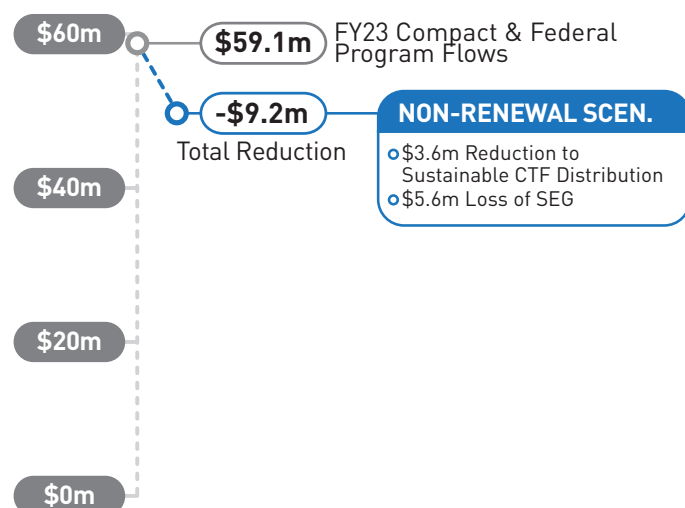 $60m
$59.1m
FY23 Compact & Federal
Program Flows
-$9.2m
Total Reduction
NON-RENEWAL SCEN.
$3.6m Reduction to
Sustainable CTF Distribution
$5.6m Loss of SEG
$40m
$20m
$0m